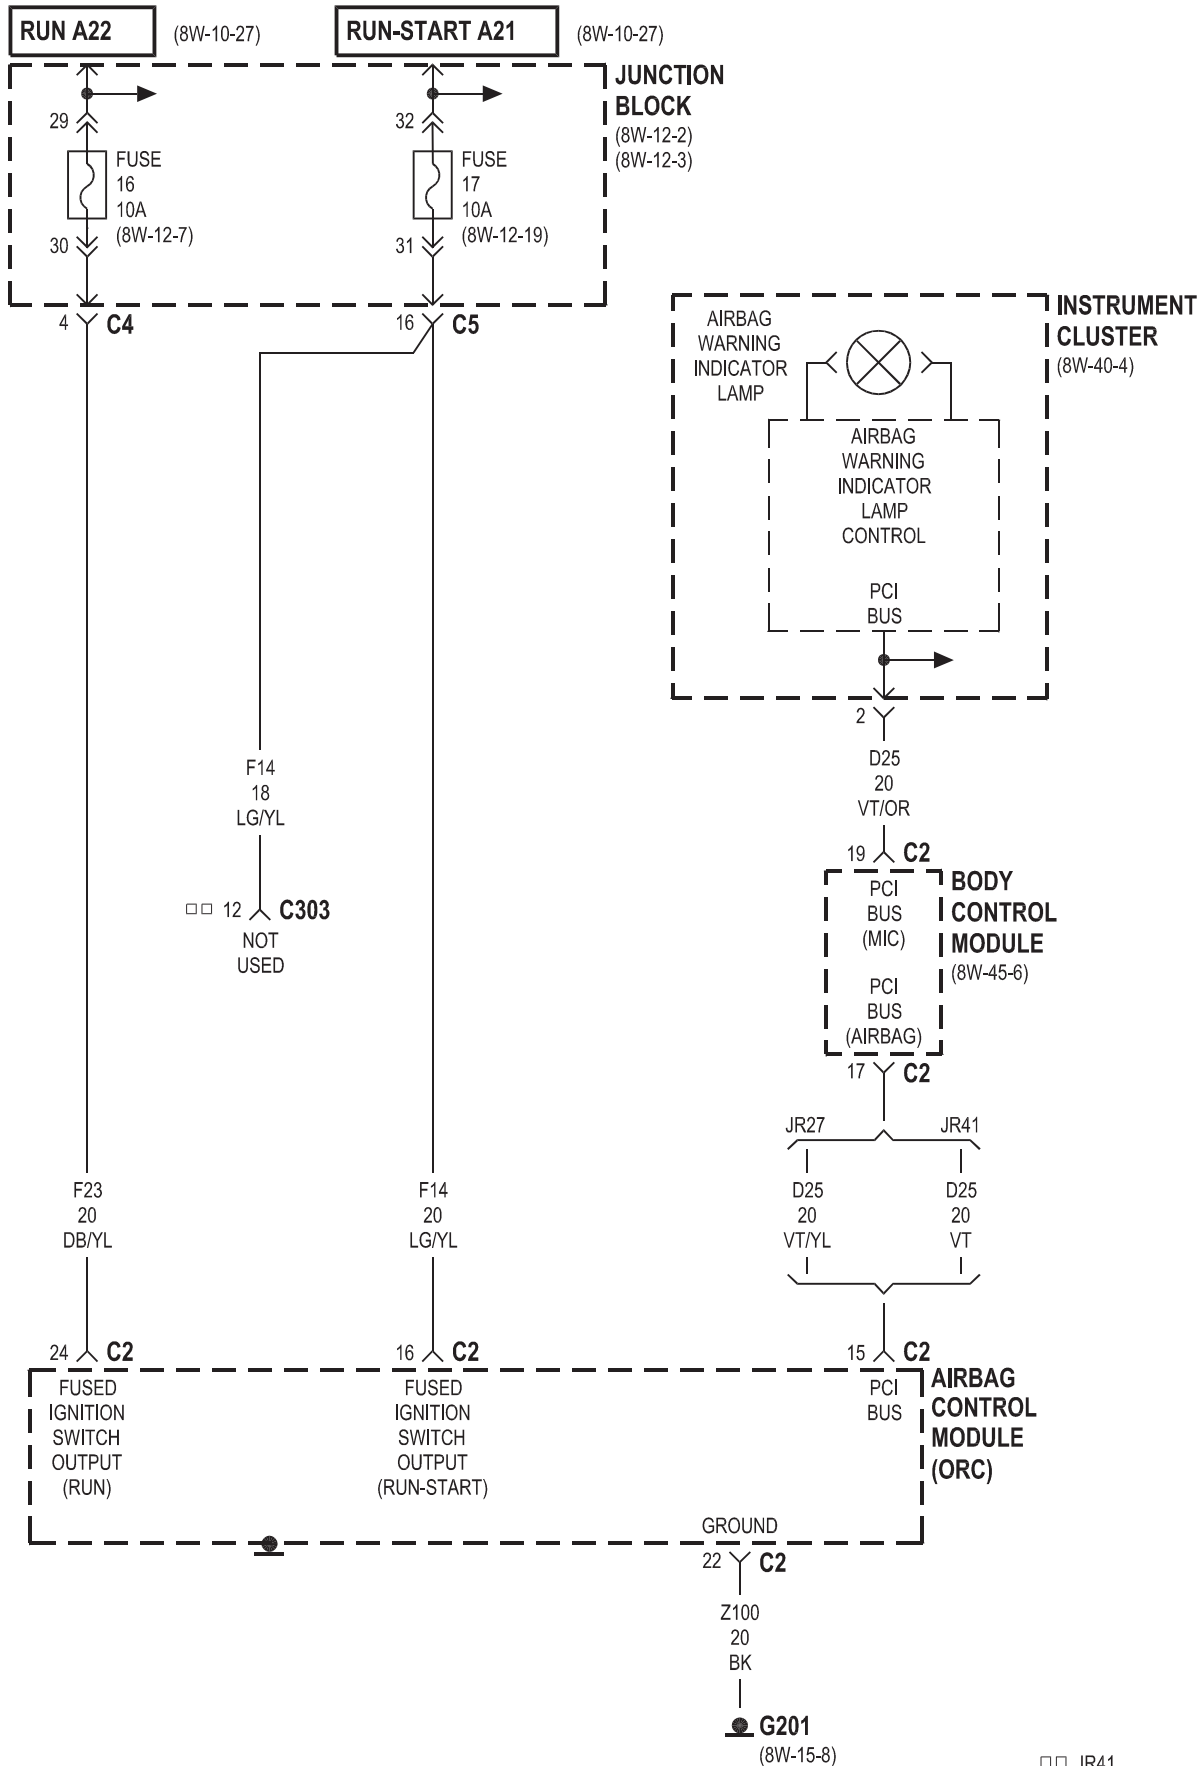 RUN A22
(8W-10-27)
RUN-START A21
(8W-10-27)
JUNCTION
BLOCK
(8W-12-2)
(8W-12-3)
29
FUSE
16
10A
(8W-12-7)
30
32
FUSE
17
10A
(8W-12-19)
31
4
C4
16
C5
INSTRUMENT
CLUSTER
(8W-40-4)
AIRBAG
WARNING
INDICATOR
LAMP
AIRBAG
WARNING
INDICATOR
LAMP
CONTROL
PCI
BUS
2
D25
20
VT/OR
F14
18
LG/YL
12
C303
NOT
USED
19
C2
PCI
BUS
(MIC)
PCI
BUS
(AIRBAG)
BODY
CONTROL
MODULE
(8W-45-6)
17
C2
JR27
JR41
D25
20
VT/YL
D25
20
VT
F23
20
DB/YL
F14
20
LG/YL
24
C2
16
C2
15
C2
FUSED
IGNITION
SWITCH
OUTPUT
(RUN)
FUSED
IGNITION
SWITCH
OUTPUT
(RUN-START)
PCI
BUS
AIRBAG
CONTROL
MODULE
(ORC)
GROUND
22
C2
Z100
20
BK
G201
(8W-15-8)
JR41